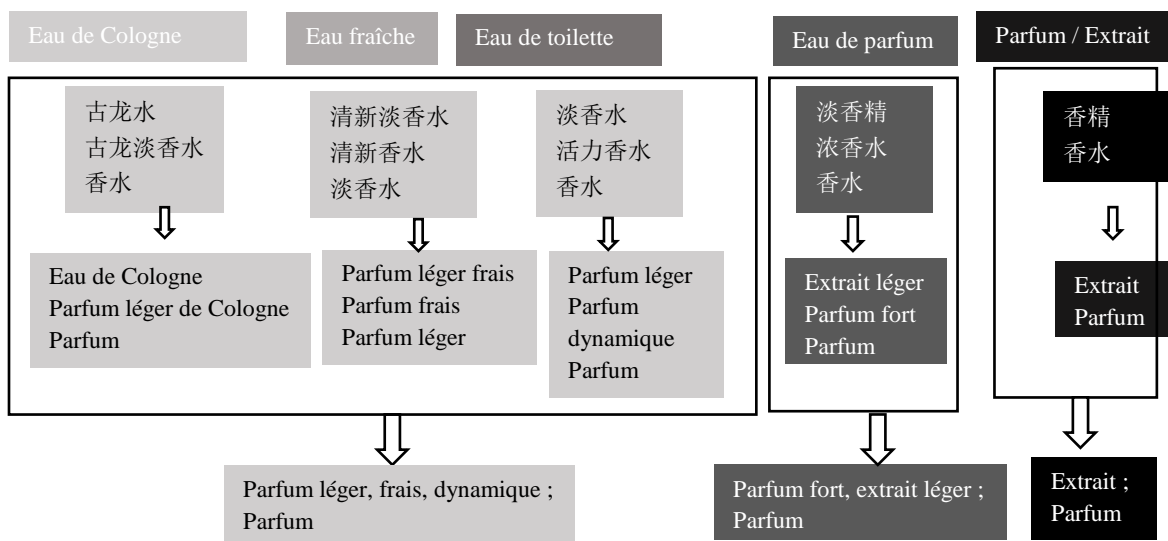 Eau de Cologne
Eau fraîche
Eau de toilette
Eau de parfum
Parfum / Extrait
古龙水
古龙淡香水
香水
清新淡香水
清新香水
淡香水
淡香水
活力香水
香水
淡香精
浓香水
香水
香精
香水
Eau de Cologne
Parfum léger de Cologne
Parfum
Parfum léger frais
Parfum frais
Parfum léger
Parfum léger
Parfum
dynamique
Parfum
Extrait léger
Parfum fort
Parfum
Extrait
Parfum
Parfum léger, frais, dynamique ;
Parfum
Parfum fort, extrait léger ;
Parfum
Extrait ;
Parfum